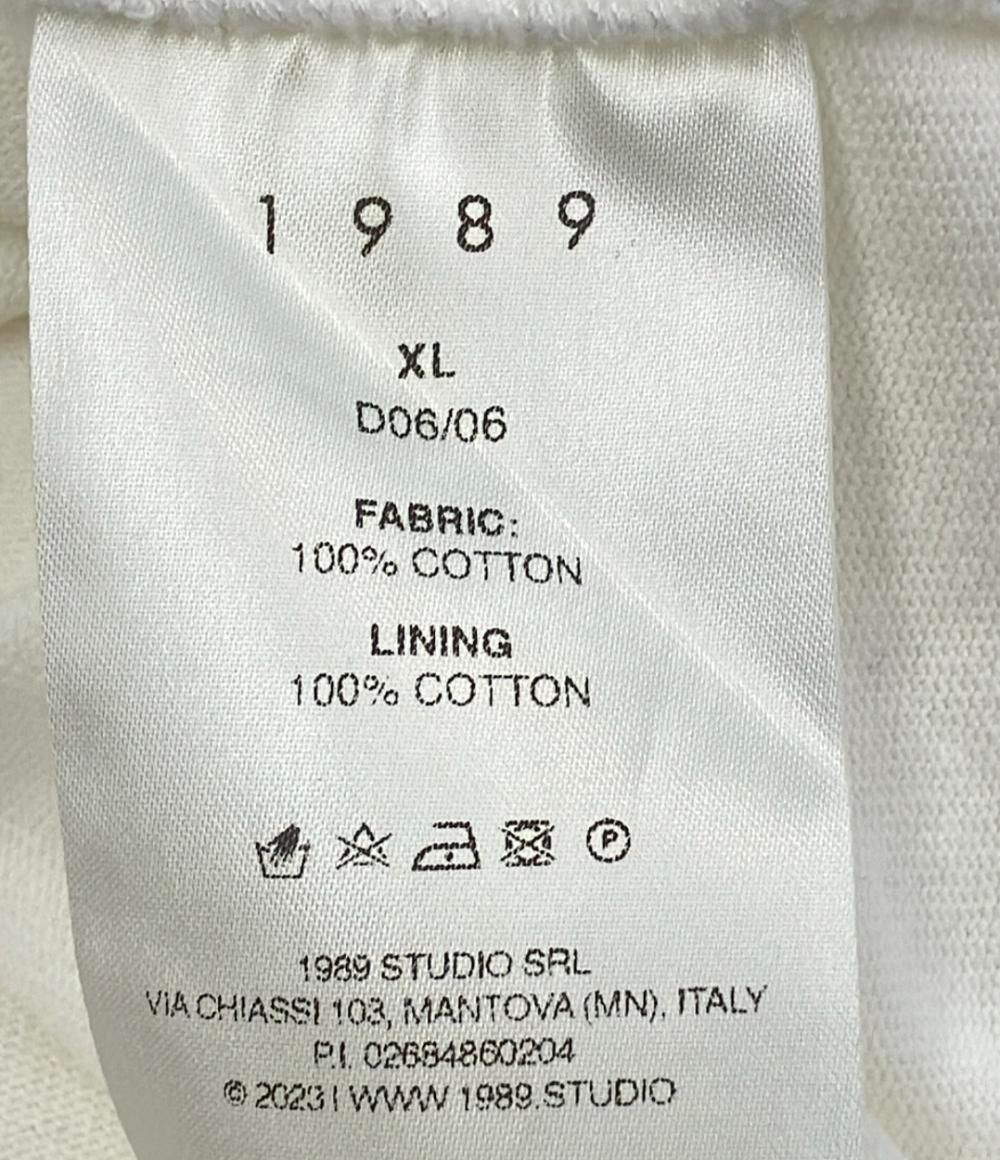 1 9 8 9
XL
D06/06
FABRIC:
100% COTTON
LINING
100% COTTON
P
1989 STUDIO SRL
VIA CHIASSI 103, MANTOVA (MN), ITALY
P.I. 02684860204
© 2023 | WWW 1989.STUDIO